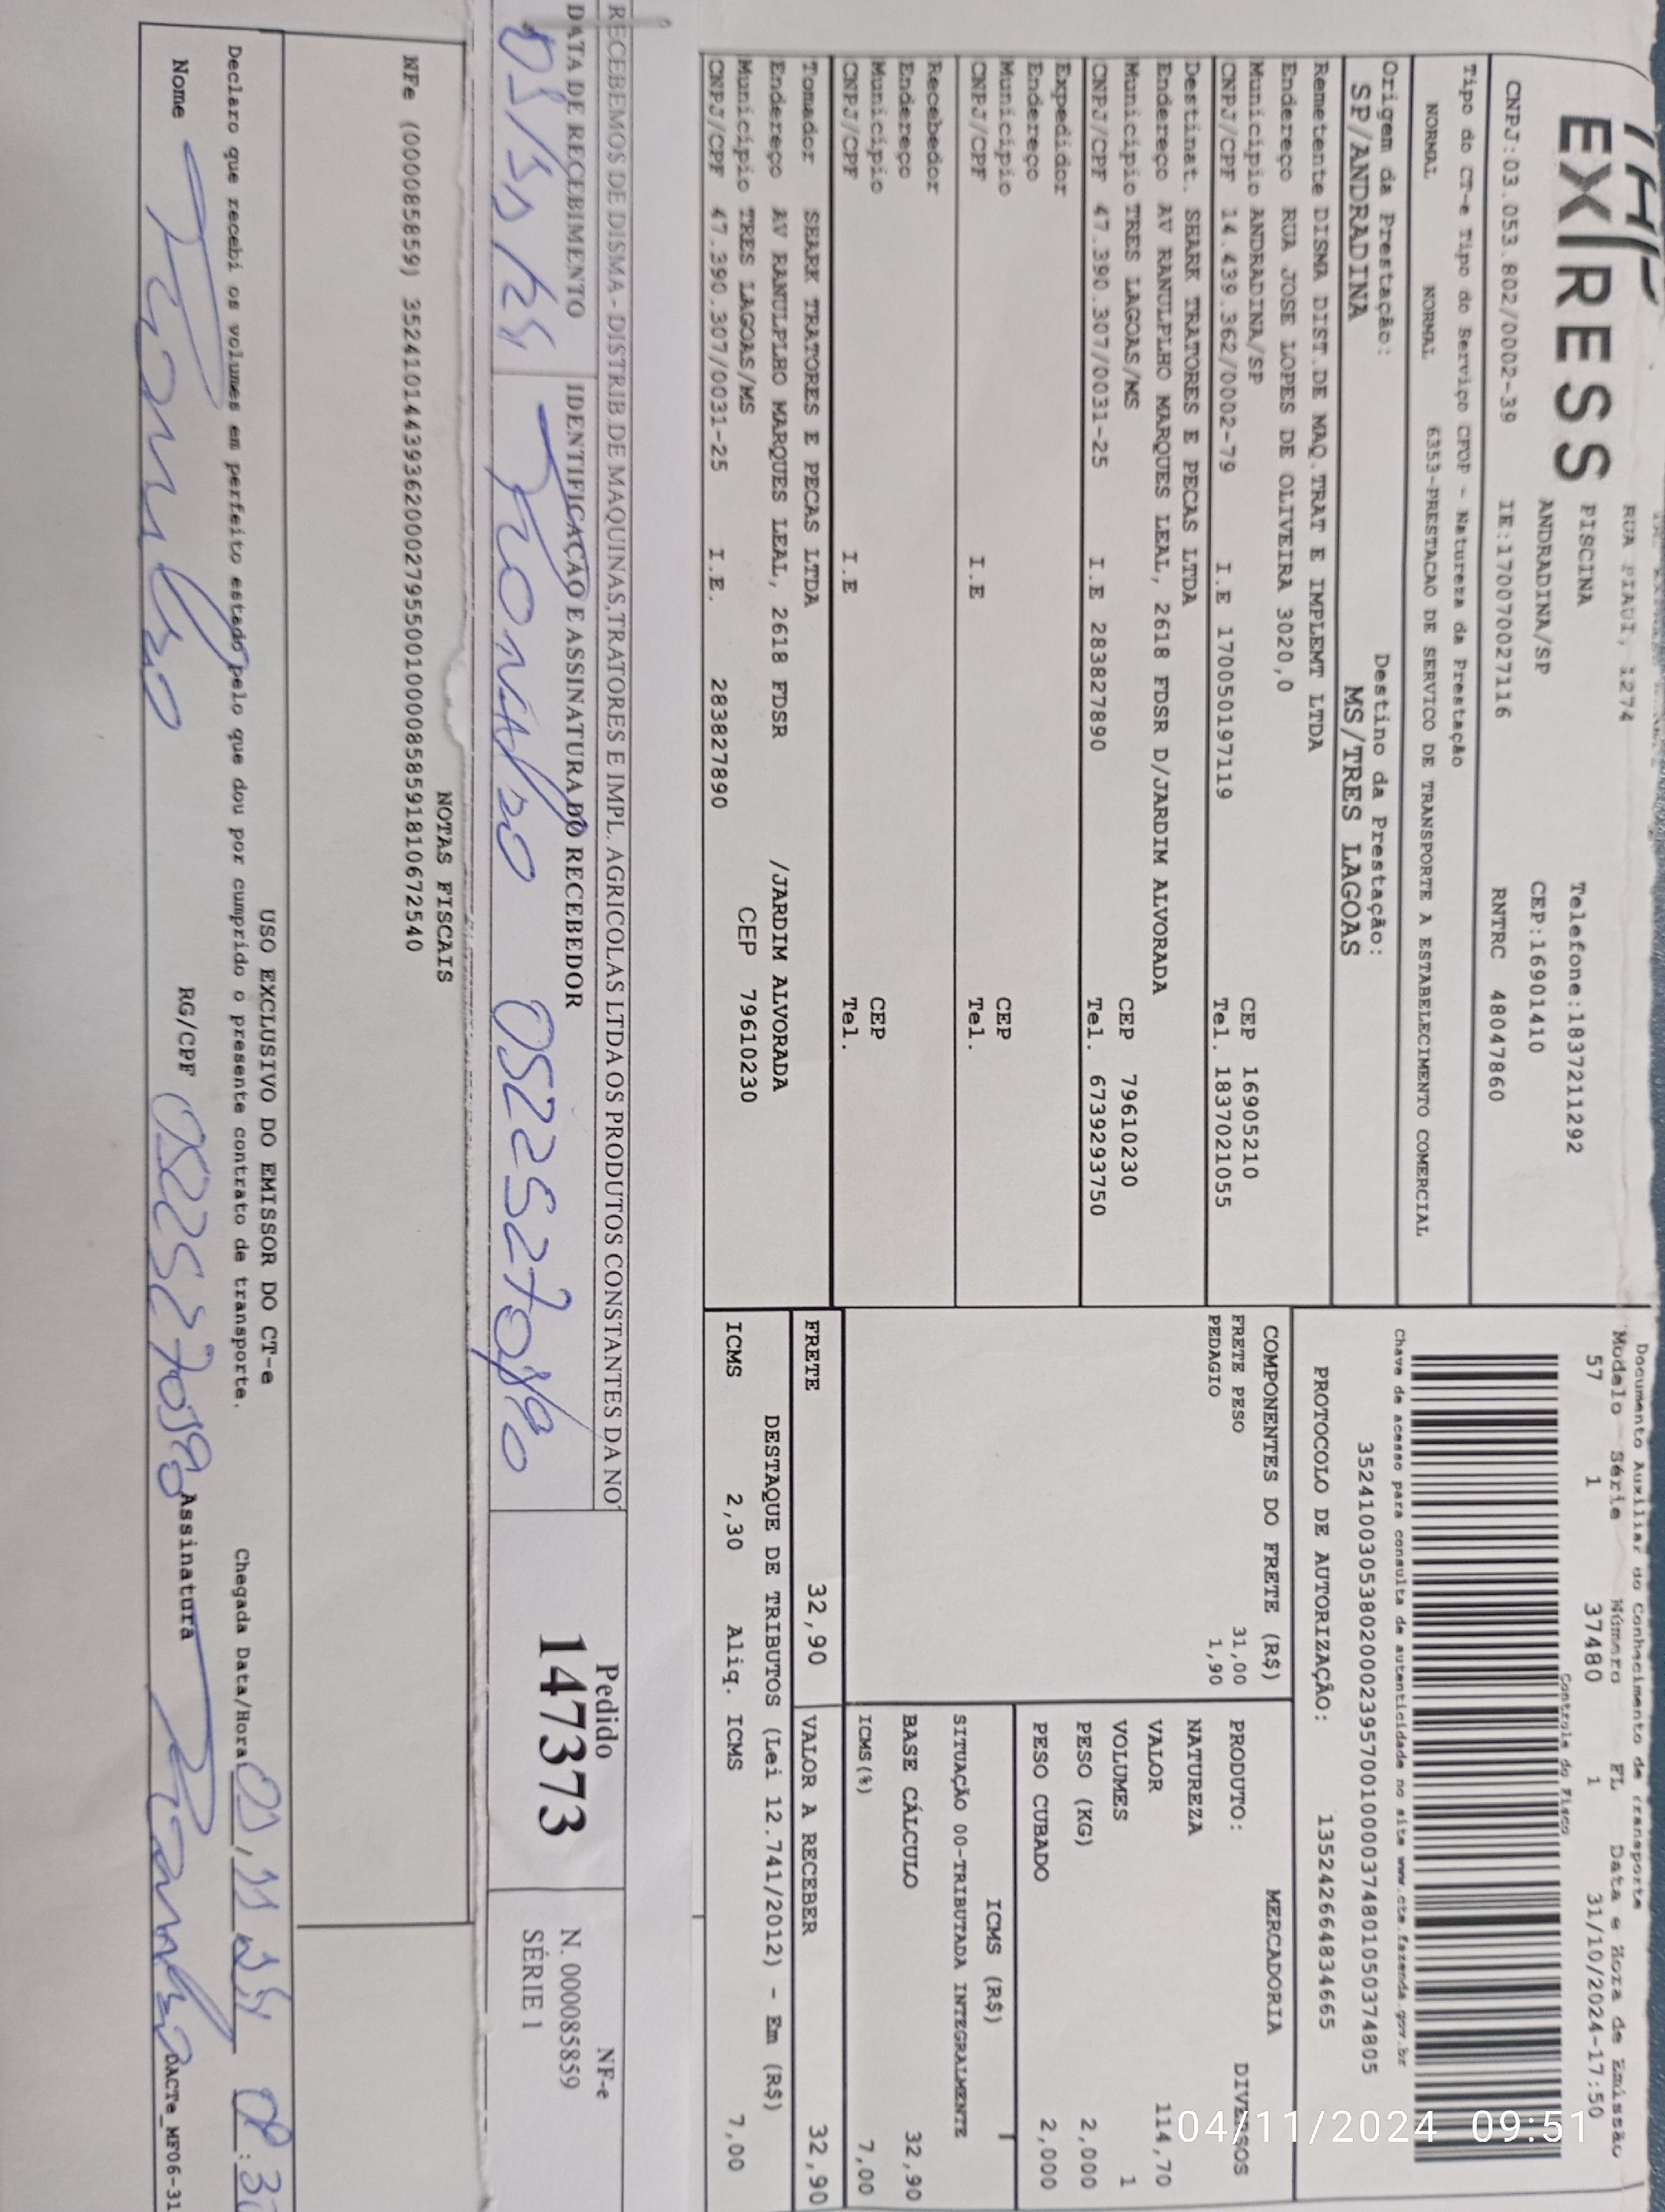 EXPRESS
RUA PIAUI, 1274
PISCINA
ANDRADINA/SP
Telefone:1837211292
CEP:16901410
CNPJ:03.053.802/0002-39 IE:170070027116 RNTRC 48047860
Tipo do CT-e Tipo do Serviço CFOP - Natureza da Prestação
NORMAL NORMAL 6353-PRESTACAO DE SERVICO DE TRANSPORTE A ESTABELECIMENTO COMERCIAL
Origem da Prestação: Destino da Prestação:
SP/ANDRADINA MS/TRES LAGOAS
Remetente DISMA DIST.DE MAQ.TRAT E IMPLEMT LTDA
Endereço RUA JOSE LOPES DE OLIVEIRA 3020,0
Município ANDRADINA/SP CEP 16905210
CNPJ/CPF 14.439.362/0002-79 I.E 170050197119 Tel. 1837021055
Destinat. SHARK TRATORES E PECAS LTDA
Endereço AV RANULPLHO MARQUES LEAL, 2618 FDSR D/JARDIM ALVORADA
Município TRES LAGOAS/MS CEP 79610230
CNPJ/CPF 47.390.307/0031-25 I.E 283827890 Tel. 6739293750
Expedidor
Endereço
Município CEP
CNPJ/CPF I.E Tel.
Recebedor
Endereço
Município CEP
CNPJ/CPF I.E Tel.
Tomador SHARK TRATORES E PECAS LTDA
Endereço AV RANULPLHO MARQUES LEAL, 2618 FDSR /JARDIM ALVORADA
Município TRES LAGOAS/MS CEP 79610230
CNPJ/CPF 47.390.307/0031-25 I.E. 283827890
Documento Auxiliar do Conhecimento de Transporte
Modelo Série Número FL Data e Hora de Emissão
57 1 37480 1 31/10/2024-17:50
Controle do Fisco
Chave de acesso para consulta de autenticidade no site www.cte.fazenda.gov.br
35241003053802000239570010000374801050374805
PROTOCOLO DE AUTORIZAÇÃO: 135242664834665
COMPONENTES DO FRETE (R$)
FRETE PESO 31,00
PEDAGIO 1,90
MERCADORIA
PRODUTO: DIVERSOS
NATUREZA
VALOR 114,70
VOLUMES 1
PESO (KG) 2,000
PESO CUBADO 2,000
ICMS (R$)
SITUAÇÃO 00-TRIBUTADA INTEGRALMENTE
BASE CÁLCULO 32,90
ICMS(%) 7,00
FRETE 32,90 VALOR A RECEBER 32,90
DESTAQUE DE TRIBUTOS (Lei 12.741/2012) - Em (R$)
ICMS 2,30 Aliq. ICMS 7,00
RECEBEMOS DE DISMA - DISTRIB DE MAQUINAS,TRATORES E IMPL. AGRICOLAS LTDA OS PRODUTOS CONSTANTES DA NO
DATA DE RECEBIMENTO IDENTIFICAÇÃO E ASSINATURA DO RECEBEDOR
Ronaldo
Pedido
147373
NF-e
N. 000085859
SÉRIE 1
NOTAS FISCAIS
NFe (000085859) 35241014439362000279550010000858591810672540
USO EXCLUSIVO DO EMISSOR DO CT-e
Declaro que recebi os volumes em perfeito estado pelo que dou por cumprido o presente contrato de transporte. Chegada Data/Hora
Nome Ronaldo RG/CPF Assinatura Ronaldo DACTe_MF06-31
04/11/2024 09:51